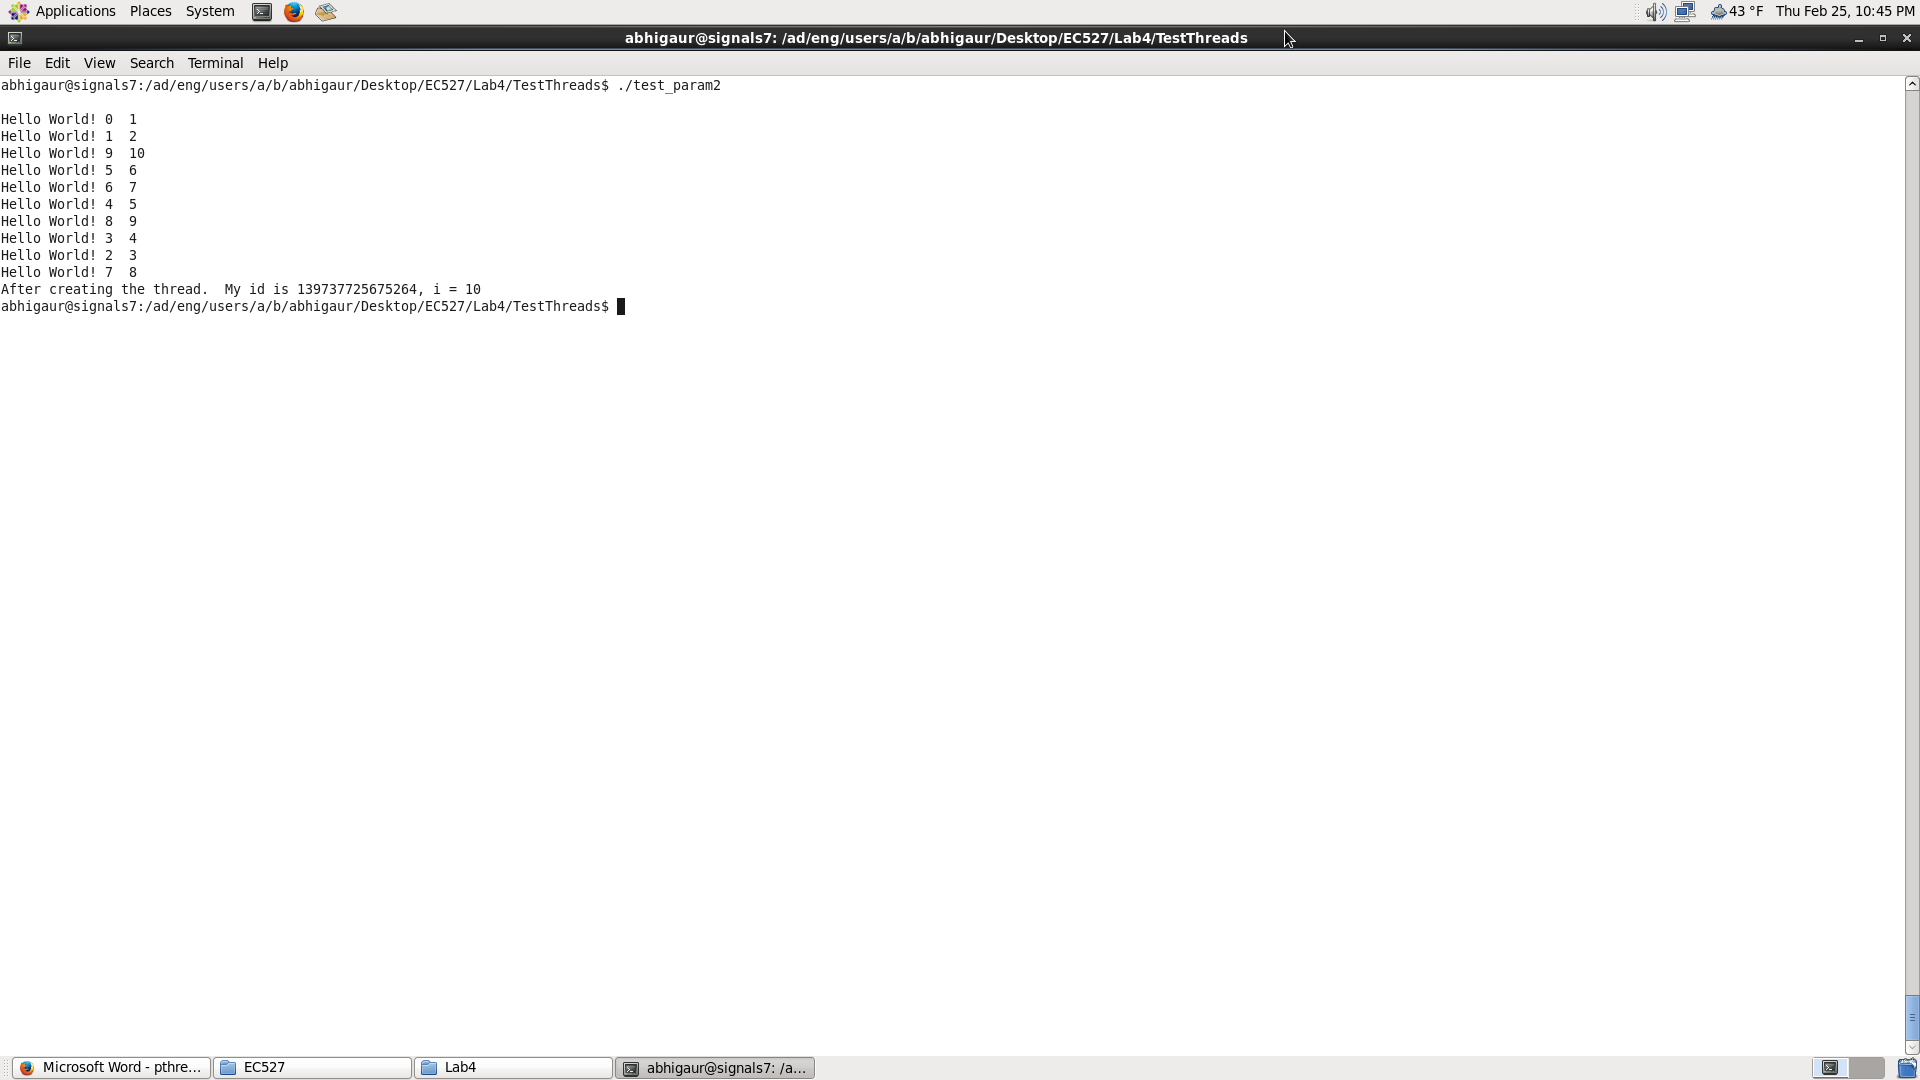 Applications Places System 43 °F Thu Feb 25, 10:45 PM
abhigaur@signals7: /ad/eng/users/a/b/abhigaur/Desktop/EC527/Lab4/TestThreads
File Edit View Search Terminal Help
abhigaur@signals7:/ad/eng/users/a/b/abhigaur/Desktop/EC527/Lab4/TestThreads$ ./test_param2
Hello World! 0  1
Hello World! 1  2
Hello World! 9  10
Hello World! 5  6
Hello World! 6  7
Hello World! 4  5
Hello World! 8  9
Hello World! 3  4
Hello World! 2  3
Hello World! 7  8
After creating the thread.  My id is 139737725675264, i = 10
abhigaur@signals7:/ad/eng/users/a/b/abhigaur/Desktop/EC527/Lab4/TestThreads$
Microsoft Word - pthre... EC527 Lab4 abhigaur@signals7: /a...